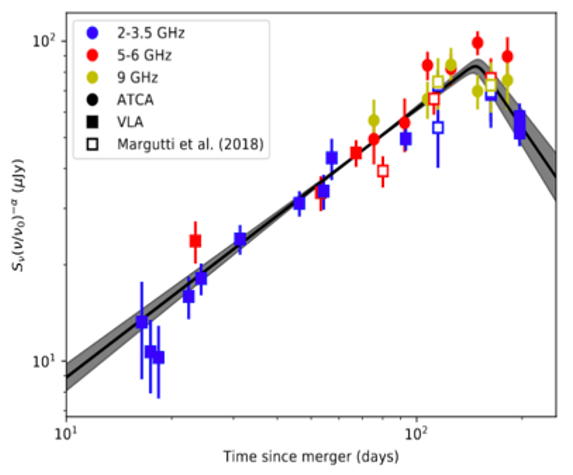 2-3.5 GHz
5-6 GHz
9 GHz
ATCA
VLA
Margutti et al. (2018)
10²
10¹
Sᵥ(ν/ν₀)⁻ᵅ (μJy)
10¹
10²
Time since merger (days)